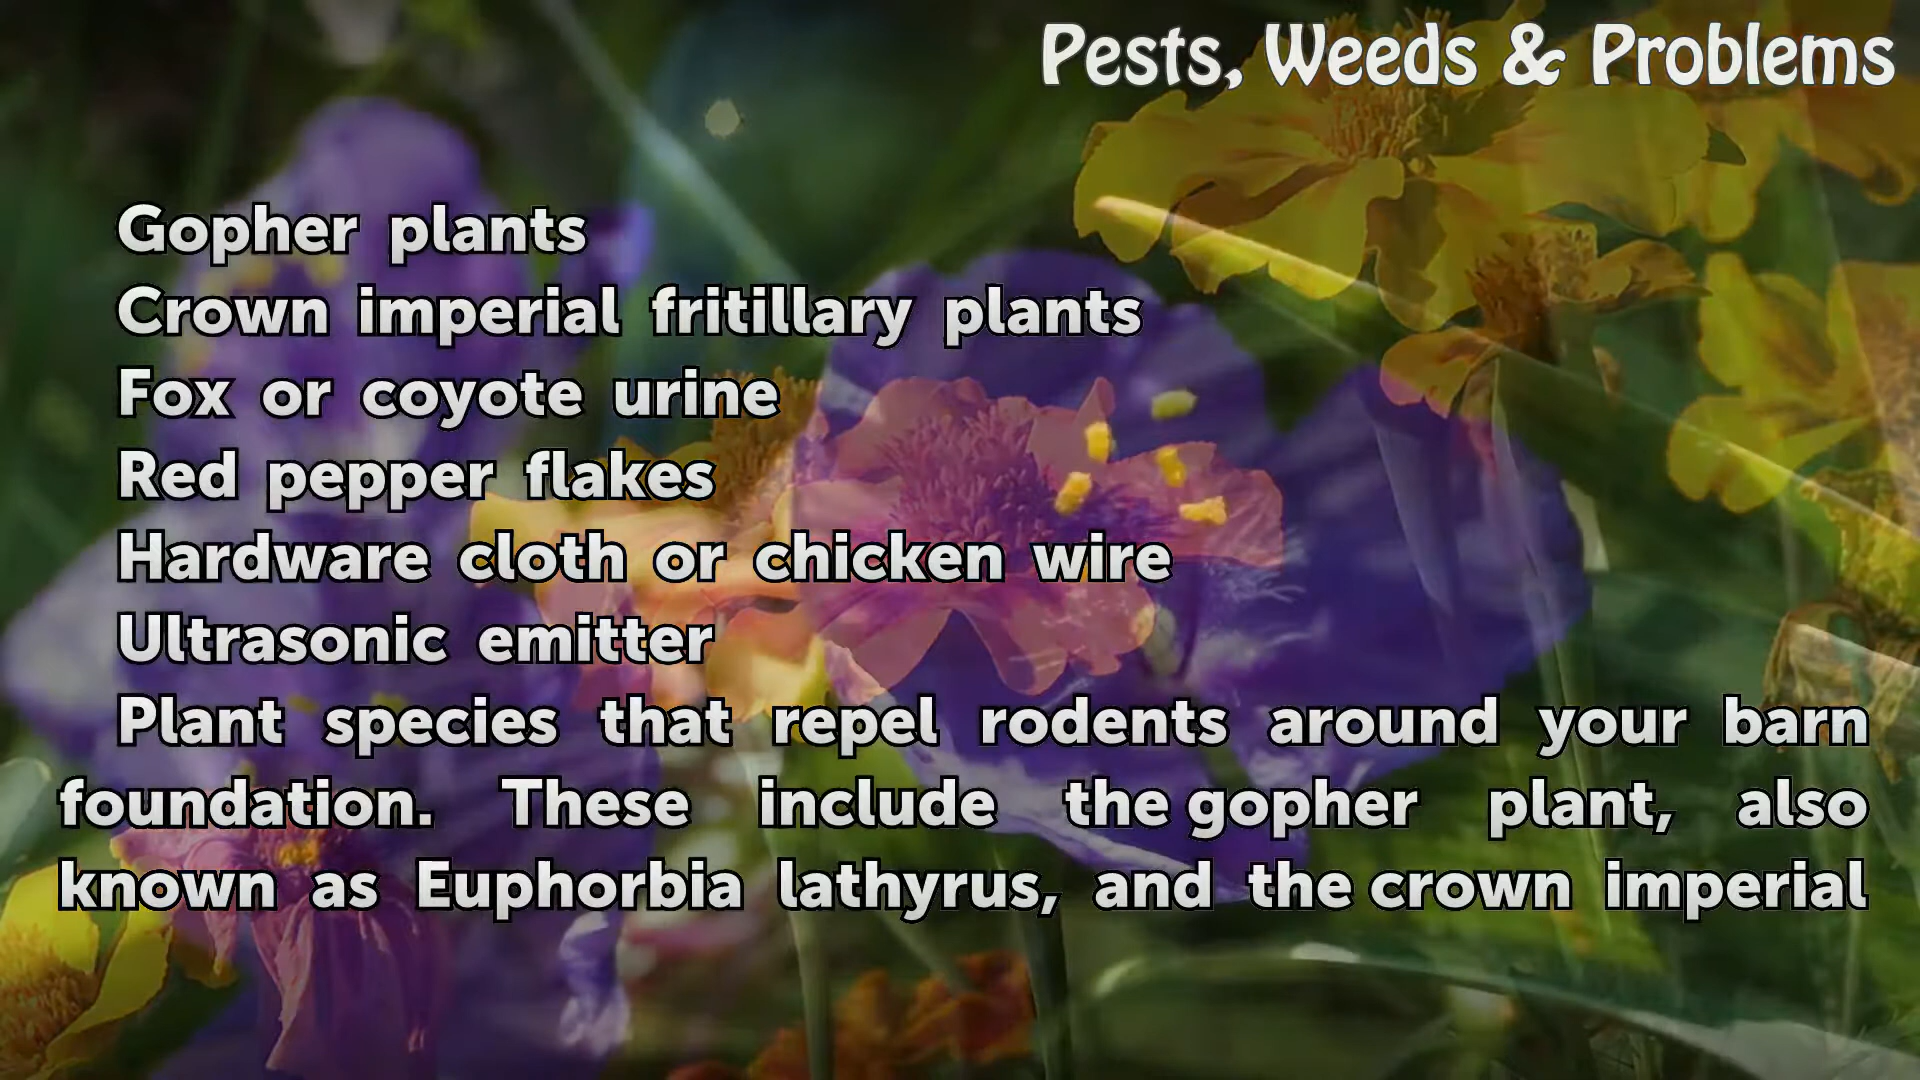 Pests, Weeds & Problems
Gopher plants
Crown imperial fritillary plants
Fox or coyote urine
Red pepper flakes
Hardware cloth or chicken wire
Ultrasonic emitter
Plant species that repel rodents around your barn
foundation. These include the gopher plant, also
known as Euphorbia lathyrus, and the crown imperial